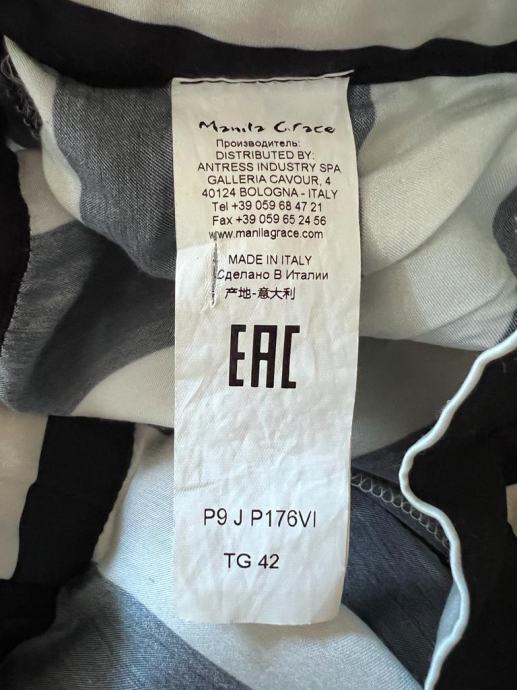 Manila Grace
Производитель:
DISTRIBUTED BY:
ANTRESS INDUSTRY SPA
GALLERIA CAVOUR, 4
40124 BOLOGNA - ITALY
Tel +39 059 68 47 21
Fax +39 059 65 24 56
www.manilagrace.com
MADE IN ITALY
Сделано В Италии
产地-意大利
EAC
P9 J P176VI
TG 42